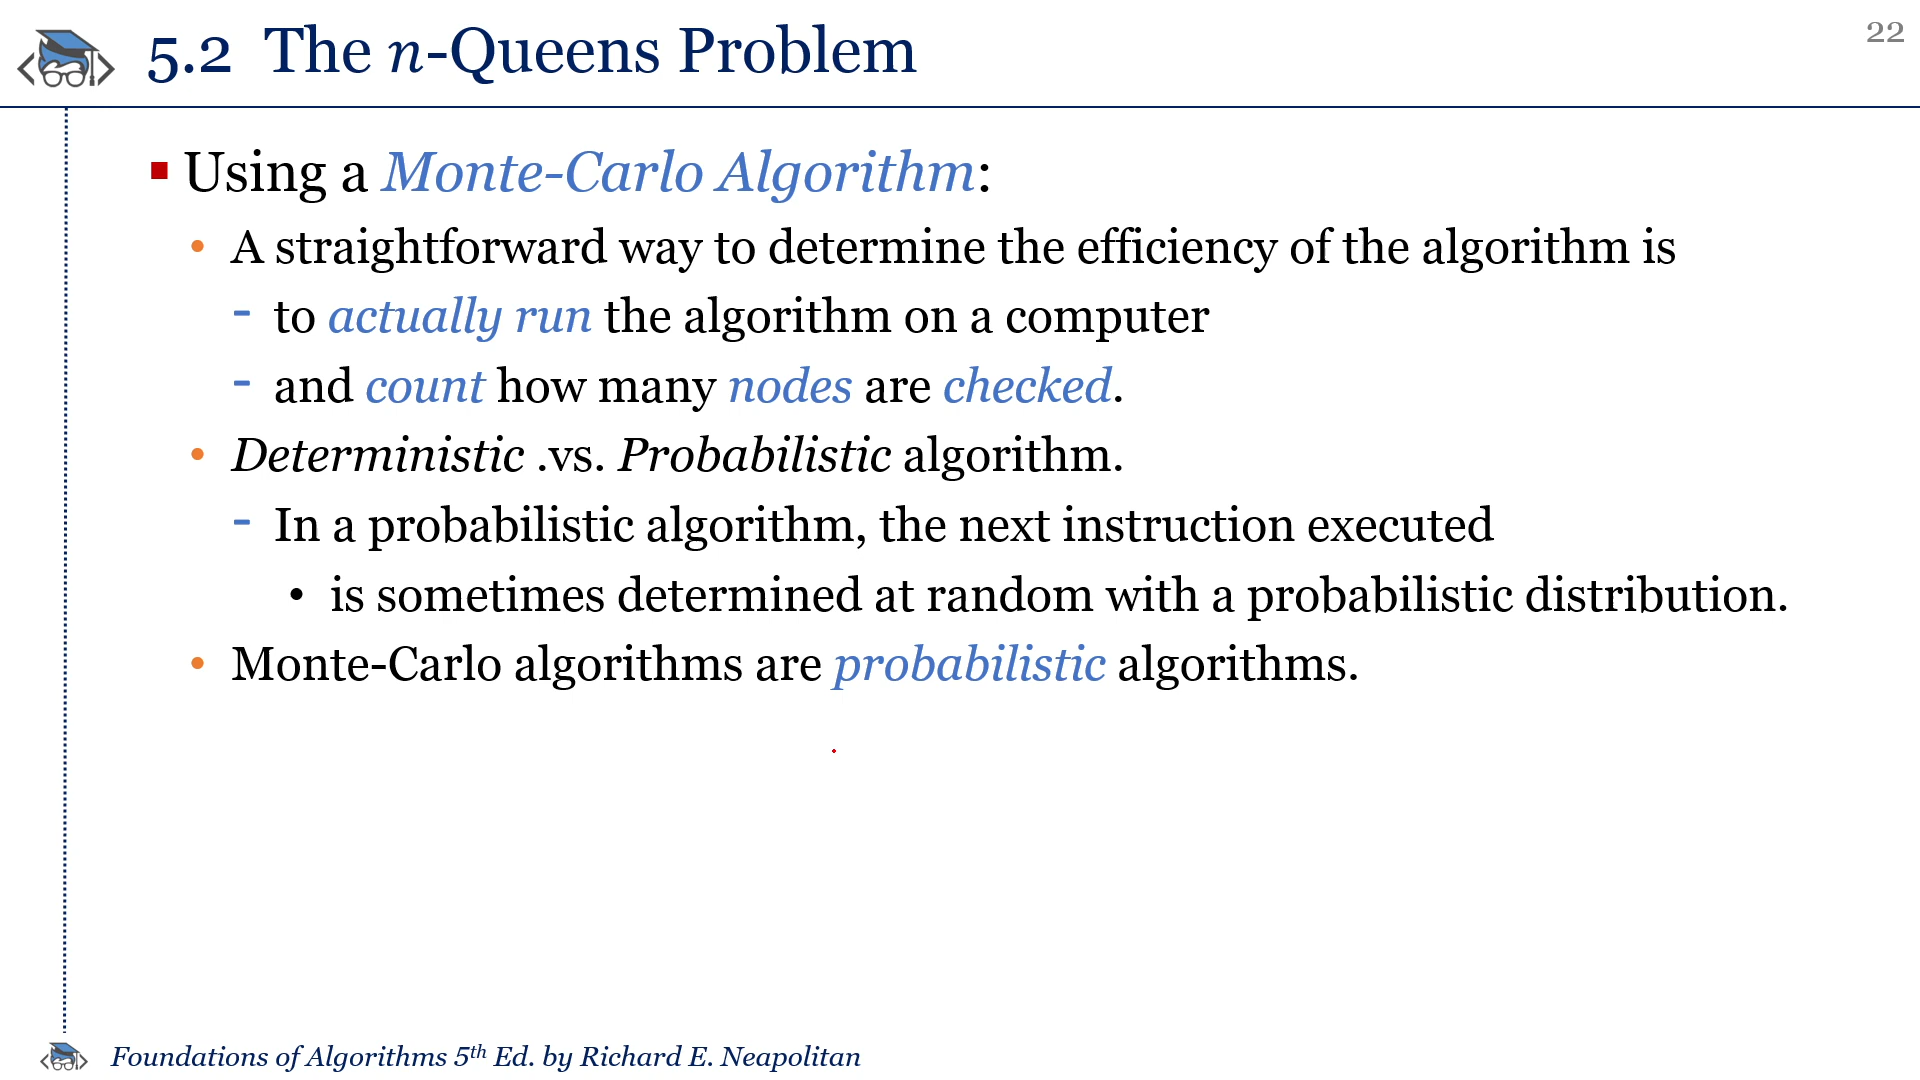 5.2 The n-Queens Problem
22
▪ Using a Monte-Carlo Algorithm:
• A straightforward way to determine the efficiency of the algorithm is
- to actually run the algorithm on a computer
- and count how many nodes are checked.
• Deterministic .vs. Probabilistic algorithm.
- In a probabilistic algorithm, the next instruction executed
• is sometimes determined at random with a probabilistic distribution.
• Monte-Carlo algorithms are probabilistic algorithms.
Foundations of Algorithms 5th Ed. by Richard E. Neapolitan